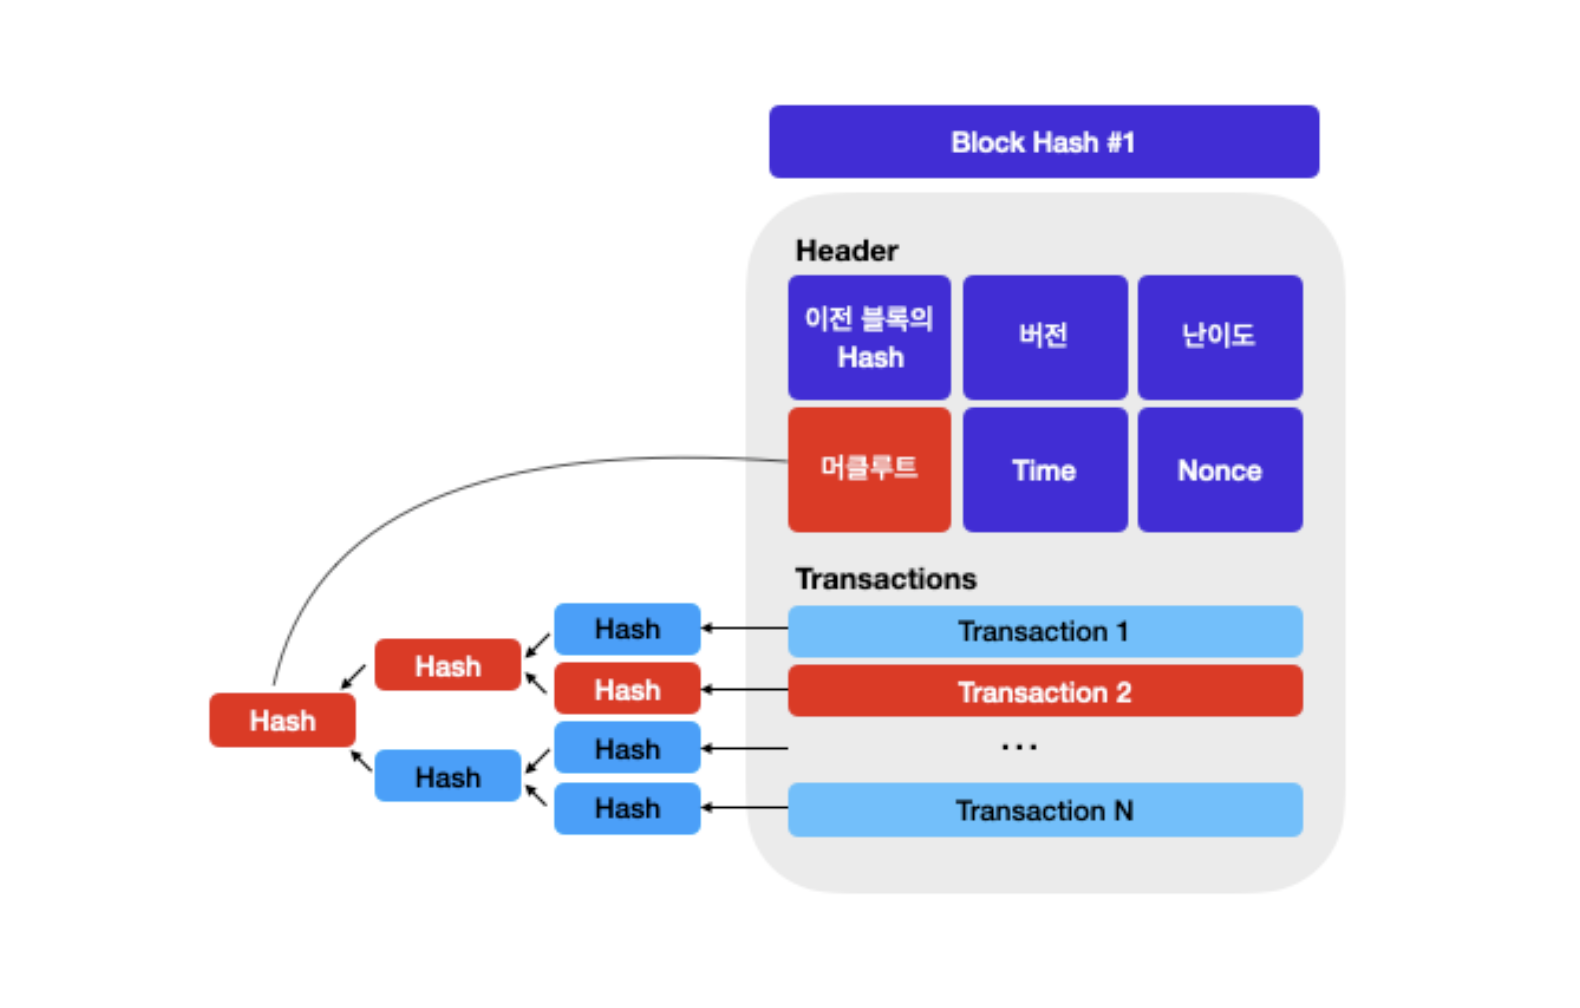 Block Hash #1
Header
이전 블록의
Hash
버전
난이도
머클루트
Time
Nonce
Transactions
Hash
Transaction 1
Hash
Hash
Transaction 2
Hash
Hash
...
Hash
Hash
Transaction N